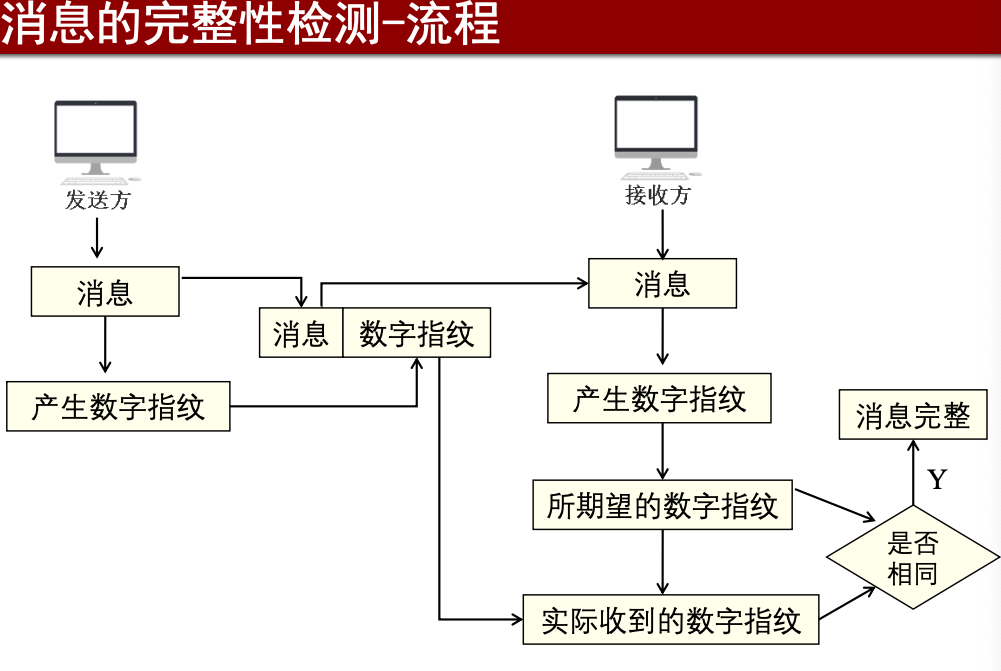 消息的完整性检测-流程
发送方
接收方
消息
消息
消息
数字指纹
产生数字指纹
产生数字指纹
消息完整
Y
所期望的数字指纹
是否
相同
实际收到的数字指纹